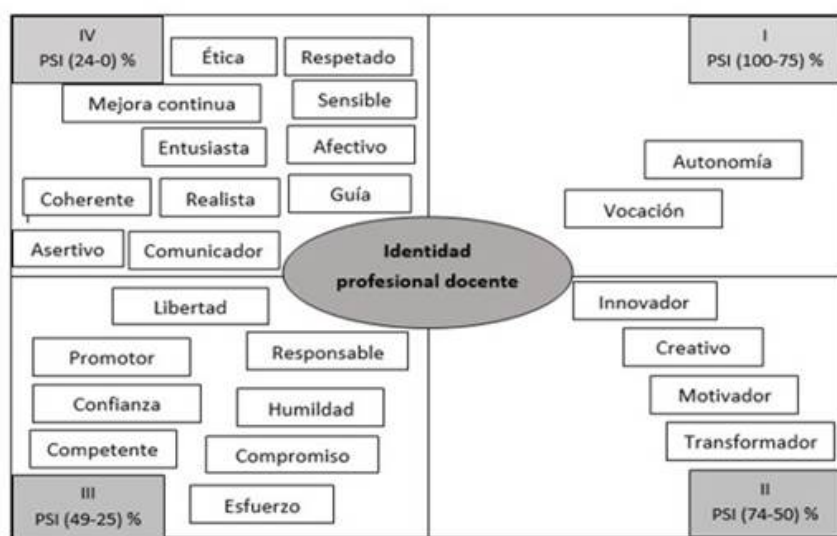 IV
PSI (24-0) %
Ética
Respetado
Mejora continua
Sensible
Entusiasta
Afectivo
Coherente
Realista
Guía
Asertivo
Comunicador
I
PSI (100-75) %
Autonomía
Vocación
Identidad
profesional docente
Libertad
Promotor
Responsable
Confianza
Humildad
Competente
Compromiso
III
PSI (49-25) %
Esfuerzo
Innovador
Creativo
Motivador
Transformador
II
PSI (74-50) %